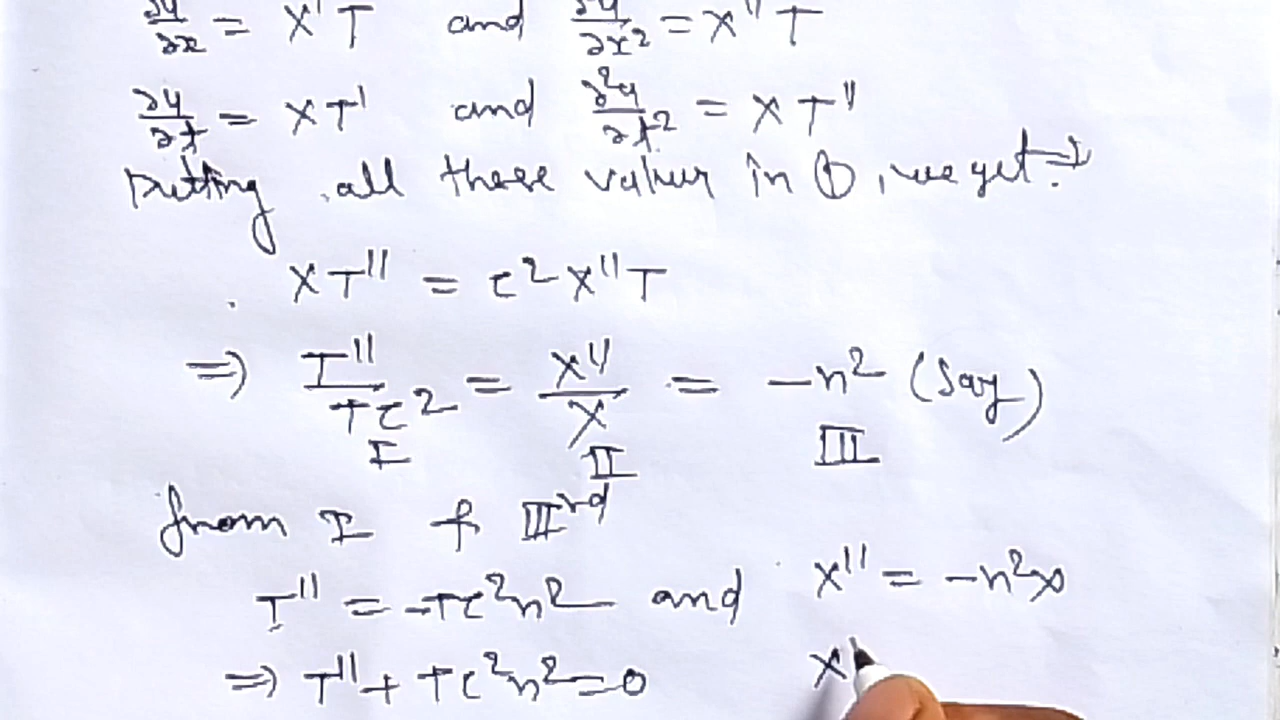 ∂y/∂x = X'T and ∂²y/∂x² = X''T
∂y/∂t = XT' and ∂²y/∂t² = XT''
Putting all these values in ①, we get →
XT'' = c²X''T
⇒ T''/Tc² = X''/X = -n² (Say)
I II III
from I & IIIrd
T'' = -Tc²n² and X'' = -n²X
⇒ T'' + Tc²n² = 0 X'